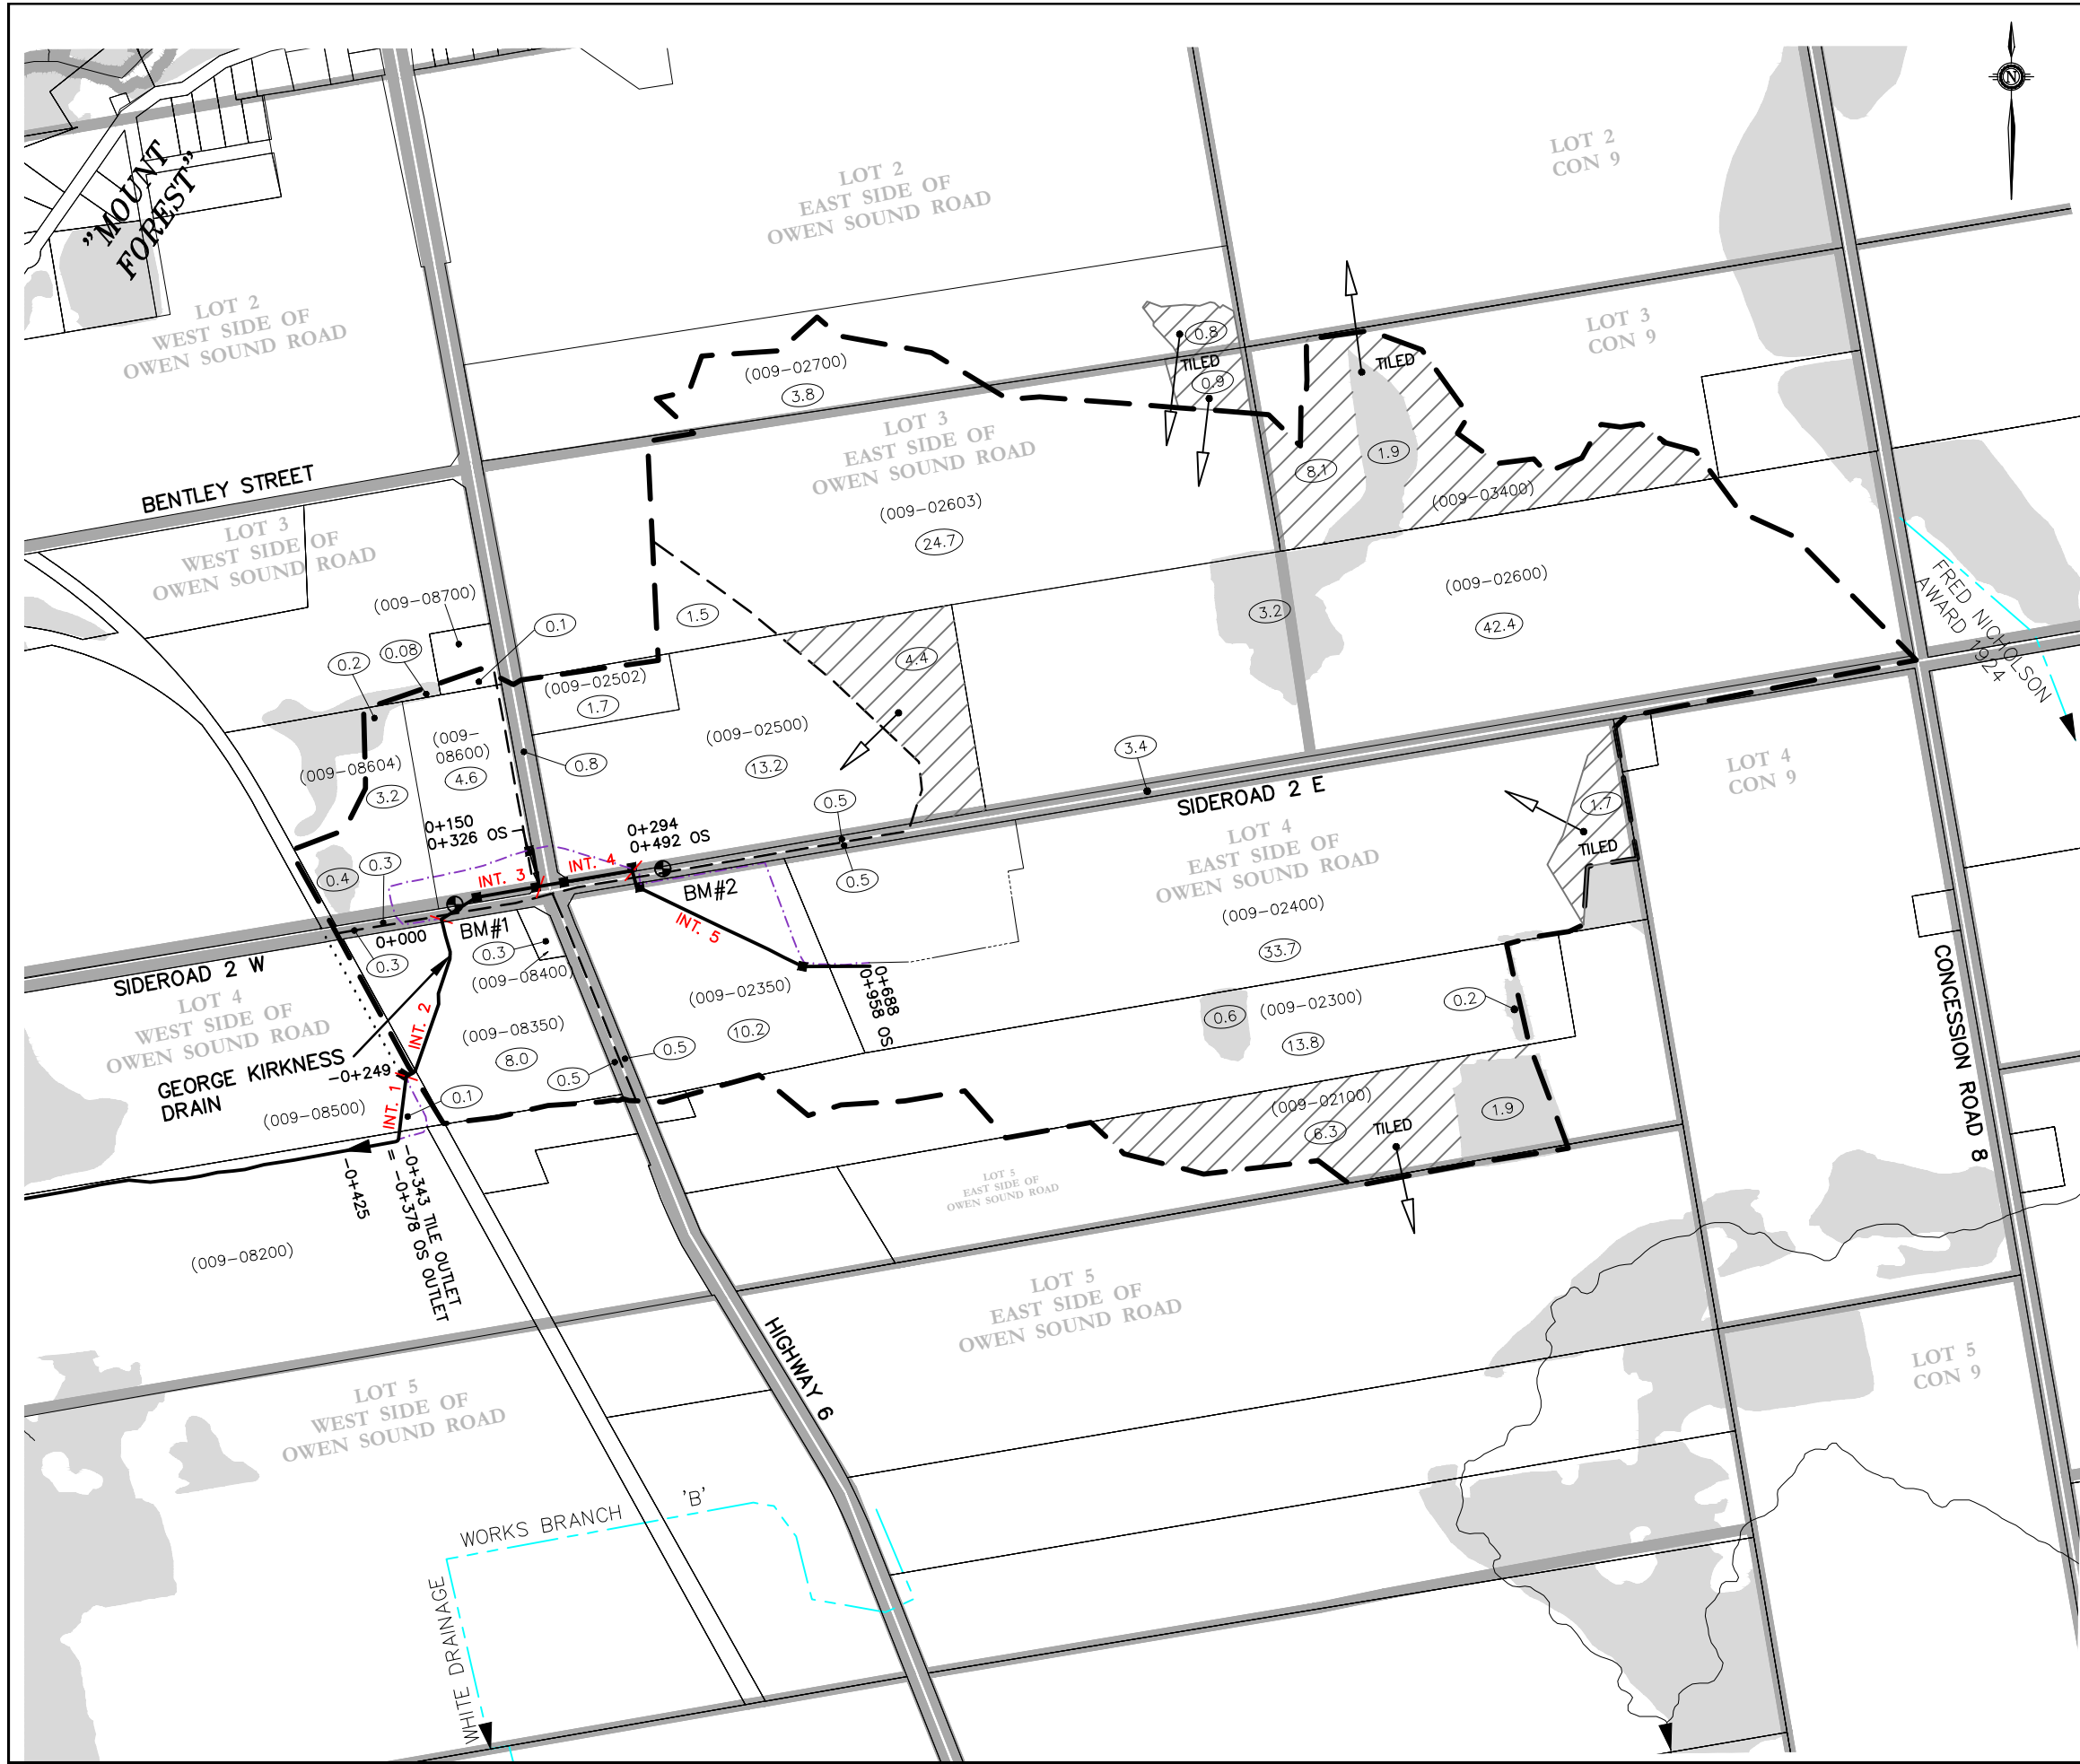 N
"MOUNT
FOREST"
LOT 2
WEST SIDE OF
OWEN SOUND ROAD
LOT 2
EAST SIDE OF
OWEN SOUND ROAD
LOT 2
CON 9
LOT 3
CON 9
0.8
TILED
0.9
TILED
(009-02700)
3.8
LOT 3
EAST SIDE OF
OWEN SOUND ROAD
(009-02603)
24.7
8.1
1.9
(009-03400)
BENTLEY STREET
LOT 3
WEST SIDE OF
OWEN SOUND ROAD
(009-08700)
0.1
0.08
0.2
1.5
4.4
3.2
(009-02600)
42.4
FRED NICHOLSON
AWARD 1924
(009-02502)
1.7
(009-02500)
13.2
(009-08604)
3.2
(009-
08600)
4.6
0.8
3.4
0.5
0.5
SIDEROAD 2 E
LOT 4
CON 9
1.7
TILED
0+150
0+326 OS
0+294
0+492 OS
INT. 4
INT. 3
BM#2
BM#1
0.4
0.3
0+000
0.3
0.3
(009-08400)
INT. 5
LOT 4
EAST SIDE OF
OWEN SOUND ROAD
(009-02400)
33.7
SIDEROAD 2 W
LOT 4
WEST SIDE OF
OWEN SOUND ROAD
INT. 2
GEORGE KIRKNESS
DRAIN
-0+249
(009-08500)
INT. 1
0.1
(009-08350)
8.0
(009-02350)
10.2
0.5
0.5
0+688
0+958 OS
0.6
(009-02300)
13.8
0.2
CONCESSION ROAD 8
(009-02100)
6.3
TILED
1.9
LOT 5
EAST SIDE OF
OWEN SOUND ROAD
-0+425
-0+343 TILE OUTLET
= -0+378 OS OUTLET
(009-08200)
LOT 5
EAST SIDE OF
OWEN SOUND ROAD
HIGHWAY 6
LOT 5
CON 9
LOT 5
WEST SIDE OF
OWEN SOUND ROAD
WORKS BRANCH 'B'
WHITE DRAINAGE